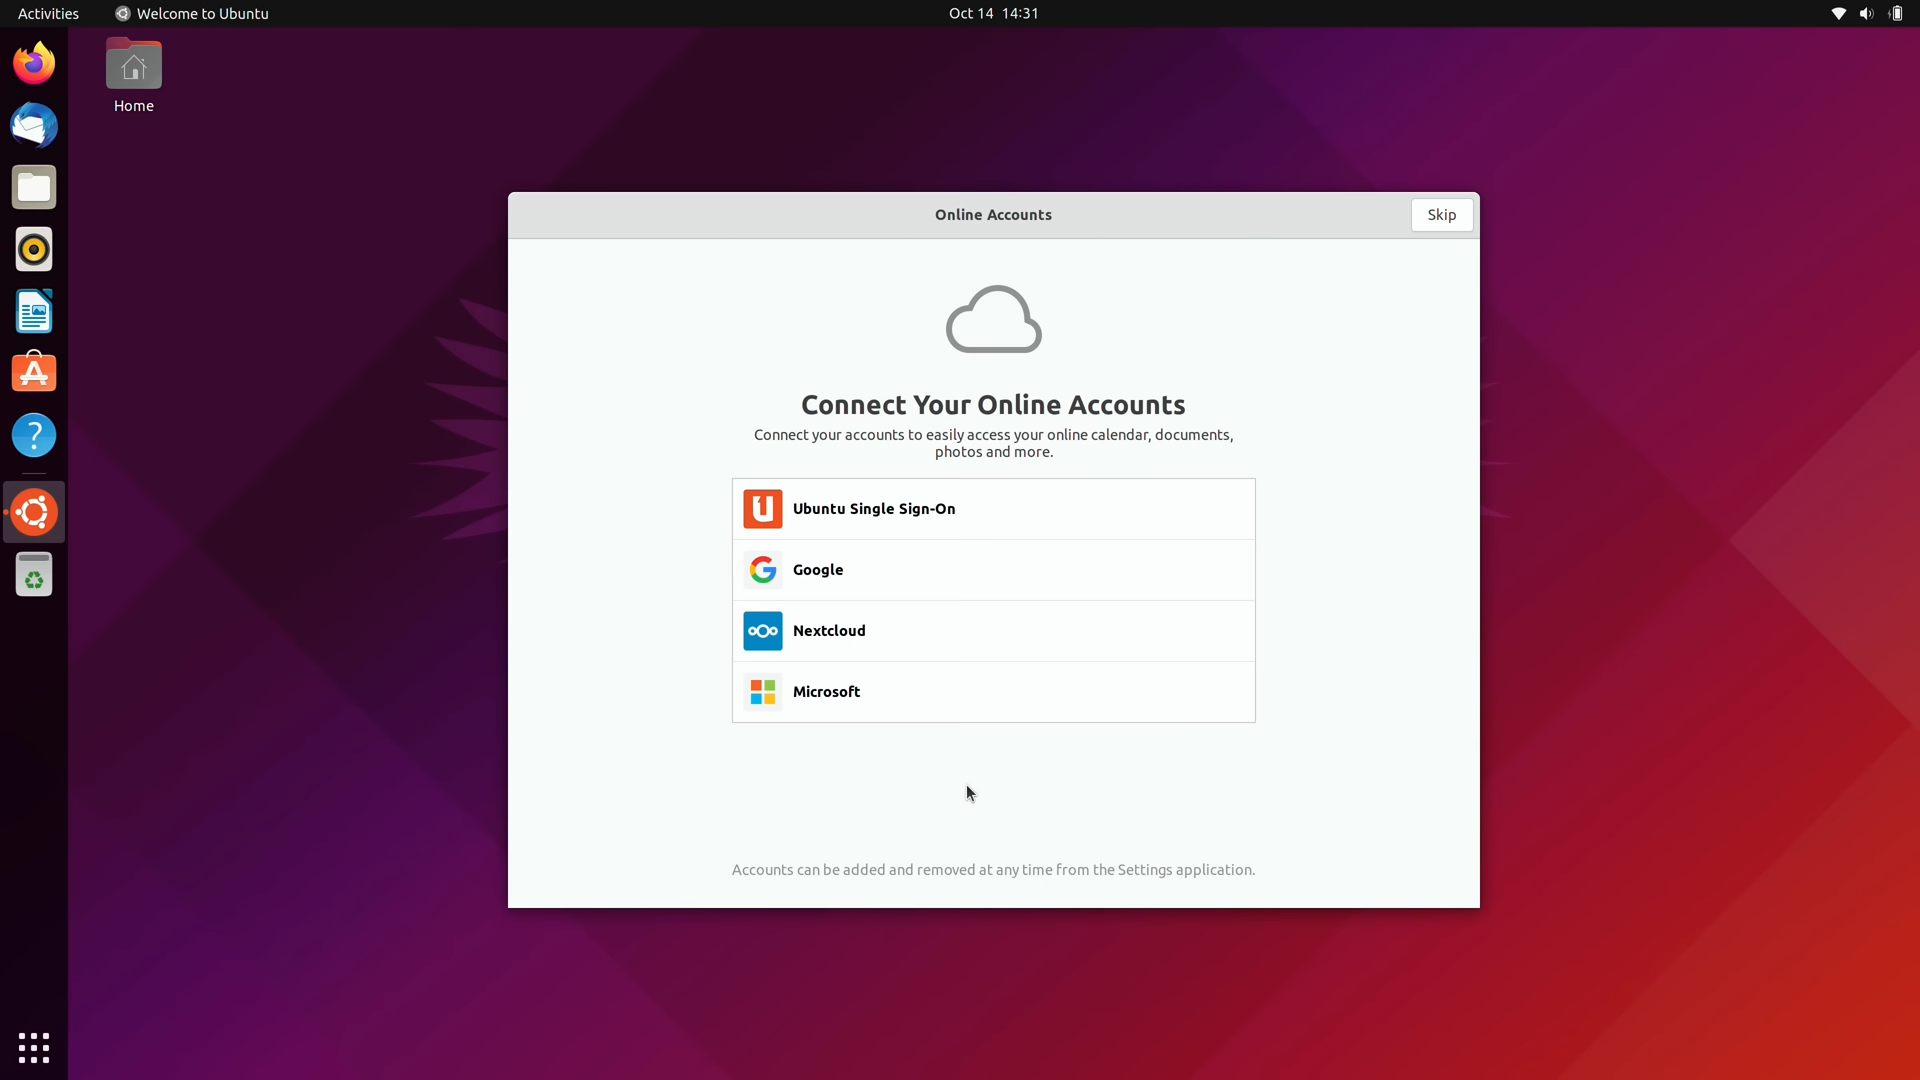 Activities
Welcome to Ubuntu
Oct 14 14:31
Home
Online Accounts
Skip
Connect Your Online Accounts
Connect your accounts to easily access your online calendar, documents,
photos and more.
Ubuntu Single Sign-On
Google
Nextcloud
Microsoft
Accounts can be added and removed at any time from the Settings application.